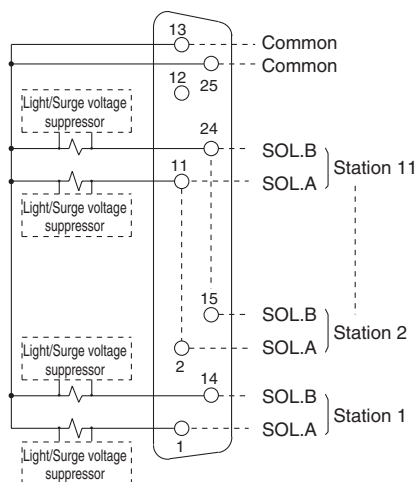 13
Common
Common
12
25
Light/Surge voltage
suppressor
24
SOL.B
11
SOL.A
Station 11
Light/Surge voltage
suppressor
15
SOL.B
Station 2
SOL.A
2
Light/Surge voltage
suppressor
14
SOL.B
Station 1
SOL.A
1
Light/Surge voltage
suppressor